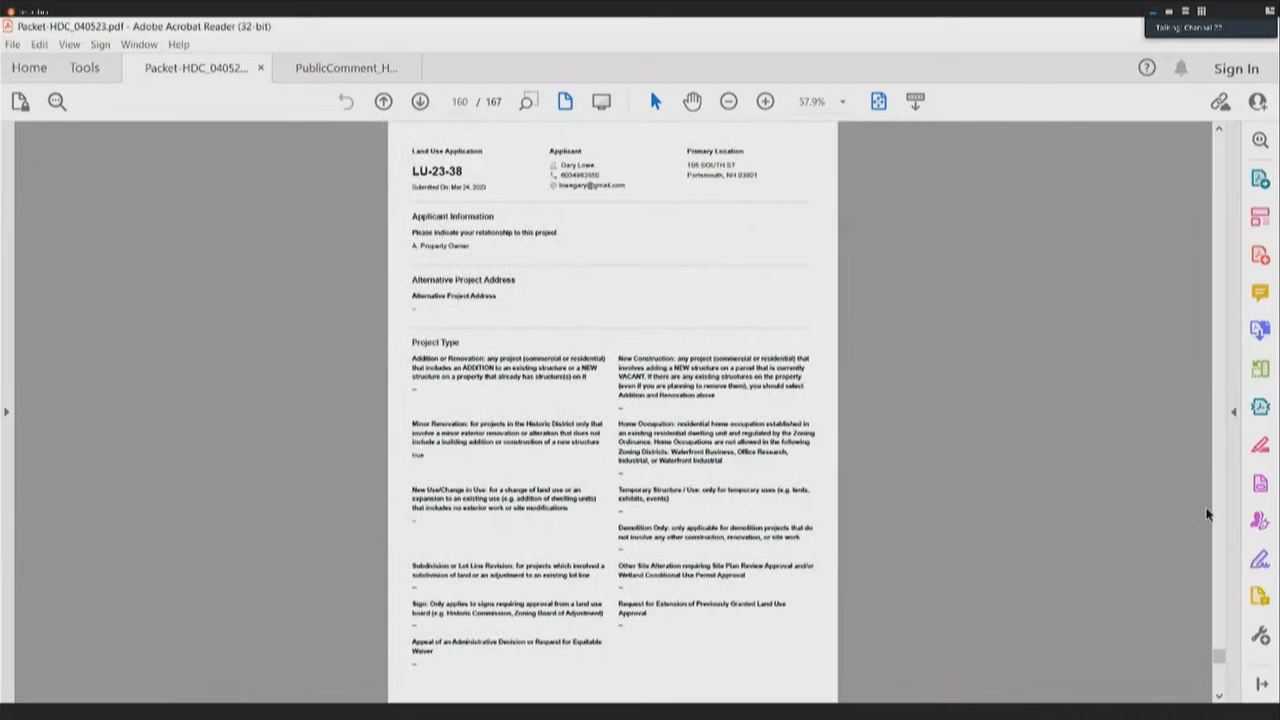 Packet-HDC_040523.pdf - Adobe Acrobat Reader (32-bit)
Talking: Channel 22
File Edit View Sign Window Help
Home Tools Packet-HDC_04052... × PublicComment_H... Sign In
160 / 167 57.9%
Land Use Application Applicant Primary Location
LU-23-38 Gary Lowe SOUTH ST
Portsmouth, NH 03801
Submitted On: Mar 24, 2023 lowegary@gmail.com
Applicant Information
Please indicate your relationship to this project
A. Property Owner
Alternative Project Address
Alternative Project Address
--
Project Type
Addition or Renovation: any project (commercial or residential)
that includes an ADDITION to an existing structure or a NEW
structure on a property that already has structure(s) on it
--
New Construction: any project (commercial or residential) that
involves adding a NEW structure on a parcel that is currently
VACANT. If there are any existing structures on the property
(even if you are planning to remove them), you should select
Addition and Renovation above
--
Minor Renovation: for projects in the Historic District only that
involve a minor exterior renovation or alteration that does not
include a building addition or construction of a new structure
true
Home Occupation: residential home occupation established in
an existing residential dwelling unit and regulated by the Zoning
Ordinance. Home Occupations are not allowed in the following
Zoning Districts: Waterfront Business, Office Research,
Industrial, or Waterfront Industrial
--
New Use/Change in Use: for a change of land use or an
expansion to an existing use (e.g. addition of dwelling units)
that includes no exterior work or site modifications
--
Temporary Structure / Use: only for temporary uses (e.g. tents,
exhibits, events)
--
Demolition Only: only applicable for demolition projects that do
not involve any other construction, renovation, or site work
--
Subdivision or Lot Line Revision: for projects which involved a
subdivision of land or an adjustment to an existing lot line
--
Other Site Alteration requiring Site Plan Review Approval and/or
Wetland Conditional Use Permit Approval
--
Sign: Only applies to signs requiring approval from a land use
board (e.g. Historic Commission, Zoning Board of Adjustment)
--
Request for Extension of Previously Granted Land Use
Approval
--
Appeal of an Administrative Decision or Request for Equitable
Waiver
--